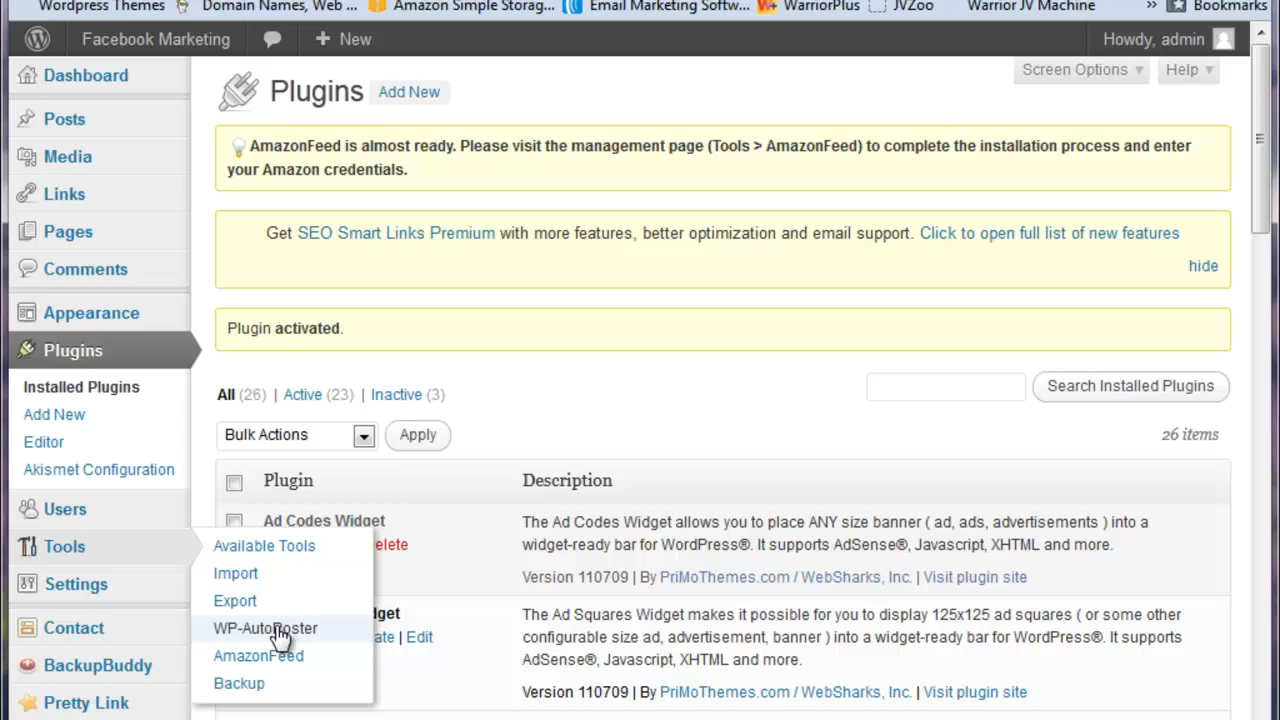 Wordpress Themes Domain Names, Web ... Amazon Simple Storag... Email Marketing Softw... WarriorPlus JVZoo Warrior JV Machine » Bookmarks
Facebook Marketing New Howdy, admin
Dashboard
Posts
Media
Links
Pages
Comments
Appearance
Plugins
Installed Plugins
Add New
Editor
Akismet Configuration
Users
Tools
Settings
Contact
BackupBuddy
Pretty Link
Available Tools
Import
Export
WP-AutoPoster
AmazonFeed
Backup
Screen Options Help
Plugins Add New
AmazonFeed is almost ready. Please visit the management page (Tools > AmazonFeed) to complete the installation process and enter
your Amazon credentials.
Get SEO Smart Links Premium with more features, better optimization and email support. Click to open full list of new features
hide
Plugin activated.
All (26) | Active (23) | Inactive (3)
Search Installed Plugins
Bulk Actions Apply
26 items
Plugin Description
Ad Codes Widget
elete
The Ad Codes Widget allows you to place ANY size banner ( ad, ads, advertisements ) into a
widget-ready bar for WordPress®. It supports AdSense®, Javascript, XHTML and more.
Version 110709 | By PriMoThemes.com / WebSharks, Inc. | Visit plugin site
dget
ate | Edit
The Ad Squares Widget makes it possible for you to display 125x125 ad squares ( or some other
configurable size ad, advertisement, banner ) into a widget-ready bar for WordPress®. It supports
AdSense®, Javascript, XHTML and more.
Version 110709 | By PriMoThemes.com / WebSharks, Inc. | Visit plugin site